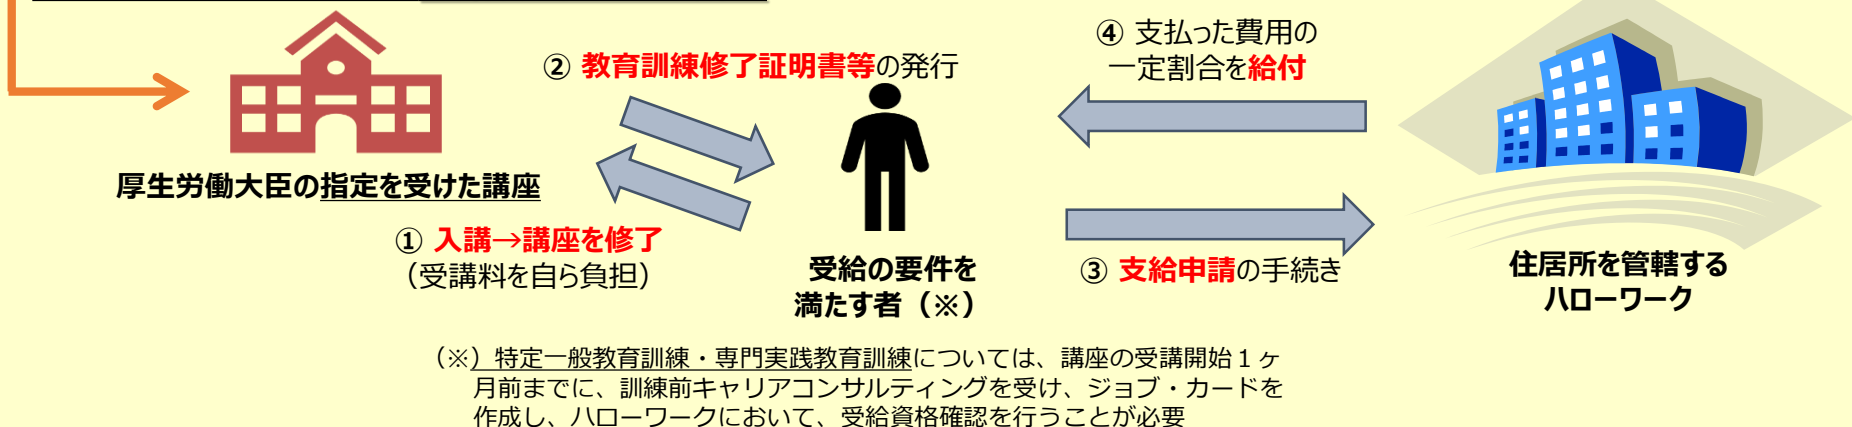 ② 教育訓練修了証明書等の発行
④ 支払った費用の
一定割合を給付
厚生労働大臣の指定を受けた講座
① 入講→講座を修了
（受講料を自ら負担）
受給の要件を
満たす者（※）
③ 支給申請の手続き
住居所を管轄する
ハローワーク
（※）特定一般教育訓練・専門実践教育訓練については、講座の受講開始１ヶ
月前までに、訓練前キャリアコンサルティングを受け、ジョブ・カードを
作成し、ハローワークにおいて、受給資格確認を行うことが必要